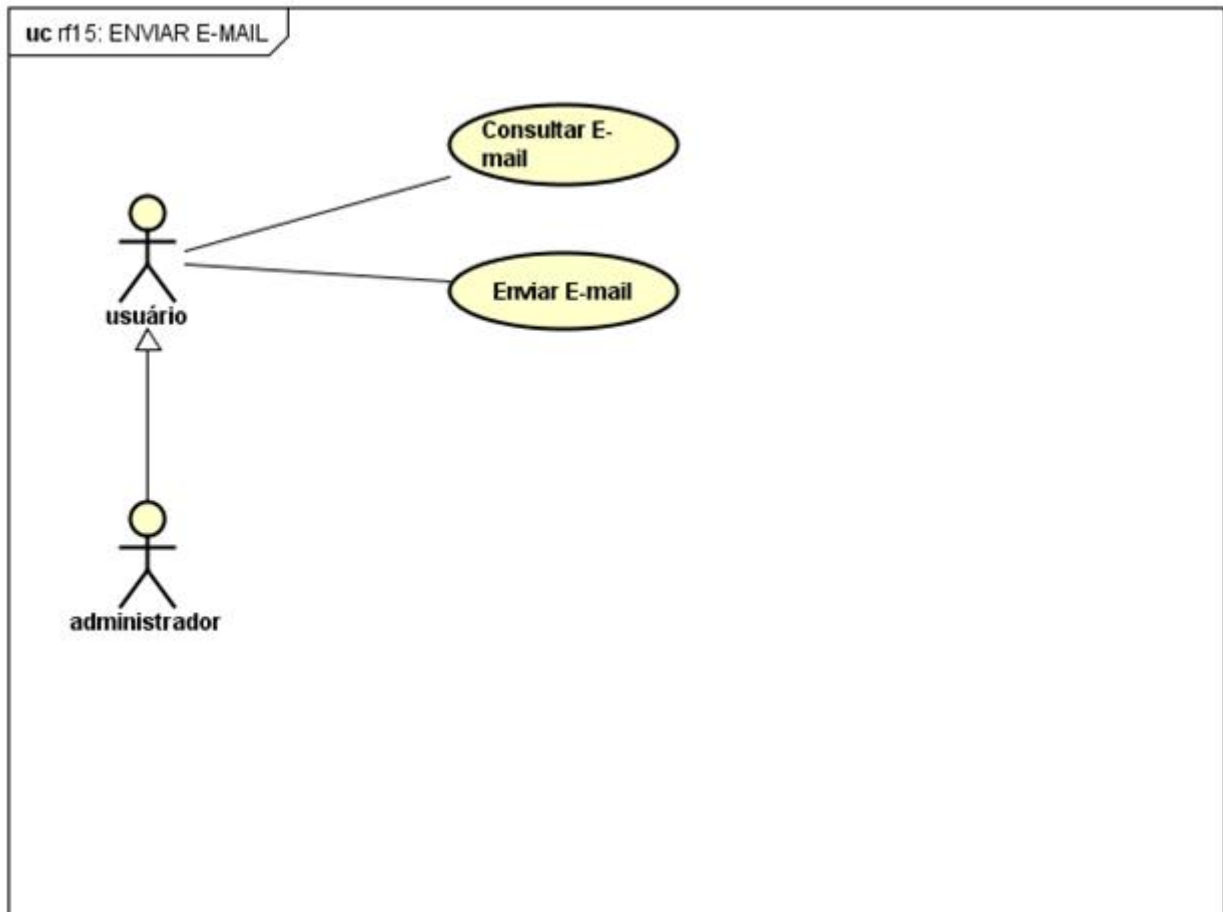 uc rf15: ENVIAR E-MAIL
Consultar E-
mail
Enviar E-mail
usuário
administrador